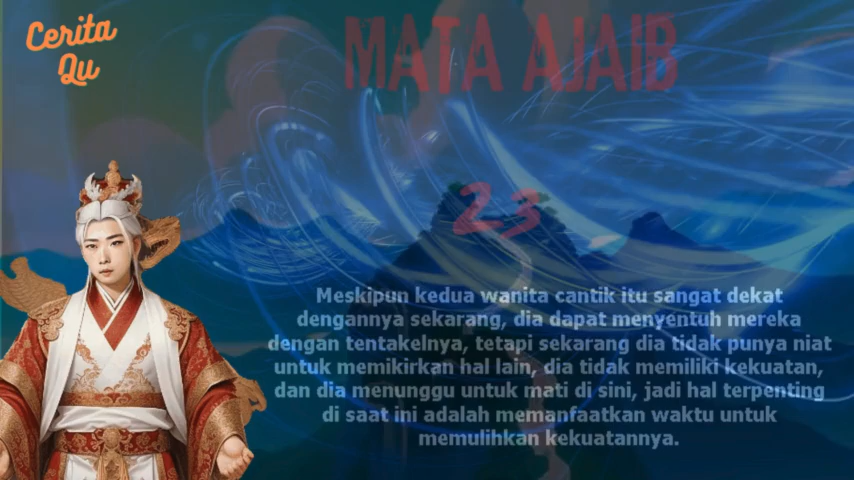 Cerita
Qu
MATA AJAIB
23
Meskipun kedua wanita cantik itu sangat dekat
dengannya sekarang, dia dapat menyentuh mereka
dengan tentakelnya, tetapi sekarang dia tidak punya niat
untuk memikirkan hal lain, dia tidak memiliki kekuatan,
dan dia menunggu untuk mati di sini, jadi hal terpenting
di saat ini adalah memanfaatkan waktu untuk
memulihkan kekuatannya.